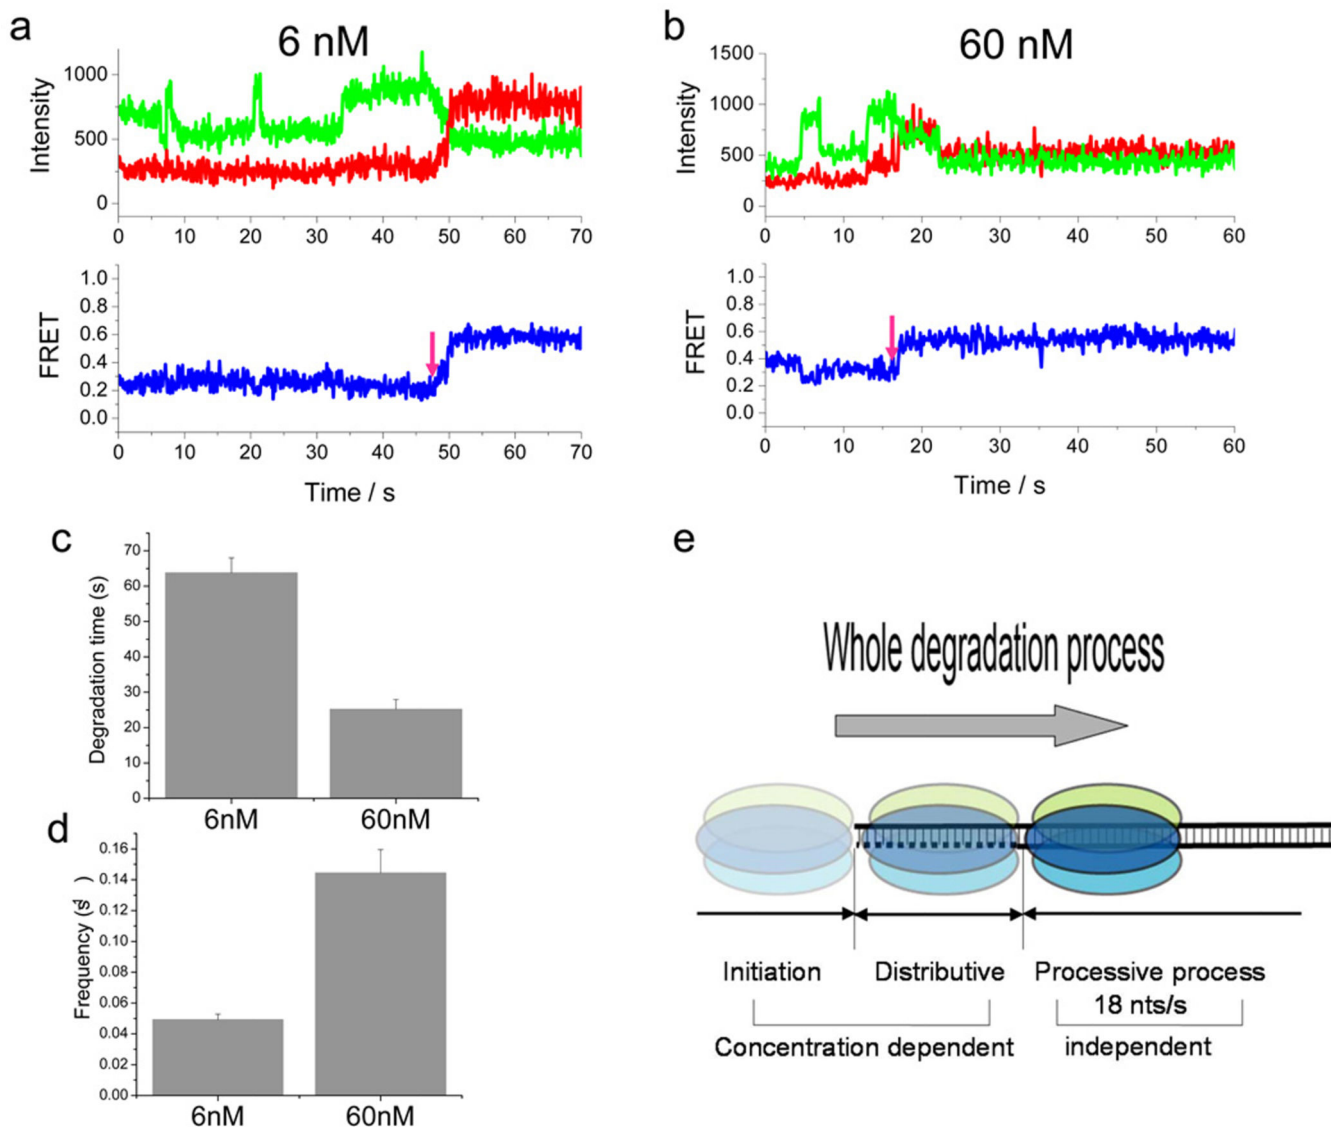 a
6 nM
Intensity
1000
500
0
0 10 20 30 40 50 60 70
FRET
1.0
0.8
0.6
0.4
0.2
0.0
0 10 20 30 40 50 60 70
Time / s
b
60 nM
Intensity
1500
1000
500
0
0 10 20 30 40 50 60
FRET
1.0
0.8
0.6
0.4
0.2
0.0
0 10 20 30 40 50 60
Time / s
c
Degradation time (s)
70
60
50
40
30
20
10
0
6nM 60nM
d
Frequency (s
0.16
0.14
0.12
0.10
0.08
0.06
0.04
0.02
0.00
6nM 60nM
e
Whole degradation process
Initiation Distributive Processive process
18 nts/s
Concentration dependent independent